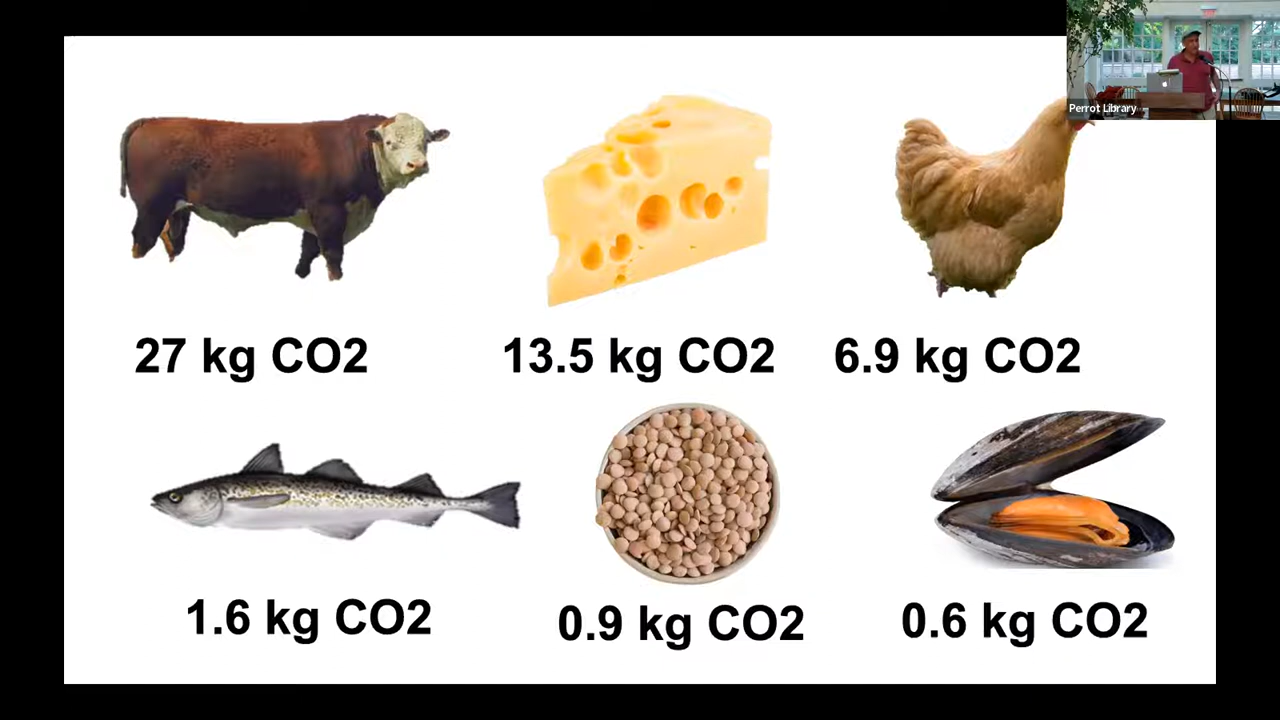 Perrot Library
27 kg CO2
13.5 kg CO2
6.9 kg CO2
1.6 kg CO2
0.9 kg CO2
0.6 kg CO2